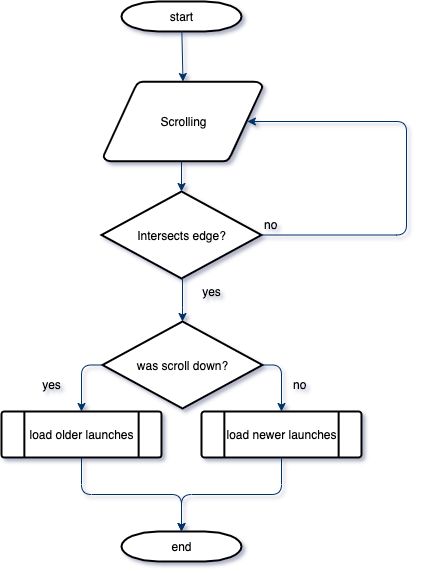 start
Scrolling
Intersects edge?
no
yes
was scroll down?
yes
no
load older launches
load newer launches
end